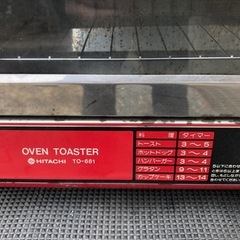 OVEN TOASTER
HITACHI TO-681
料理 タイマー
トースト 3~5
ホットドッグ 3~4
ハンバーガー 3~4
グラタン 9~11
カップケーキ 13~14